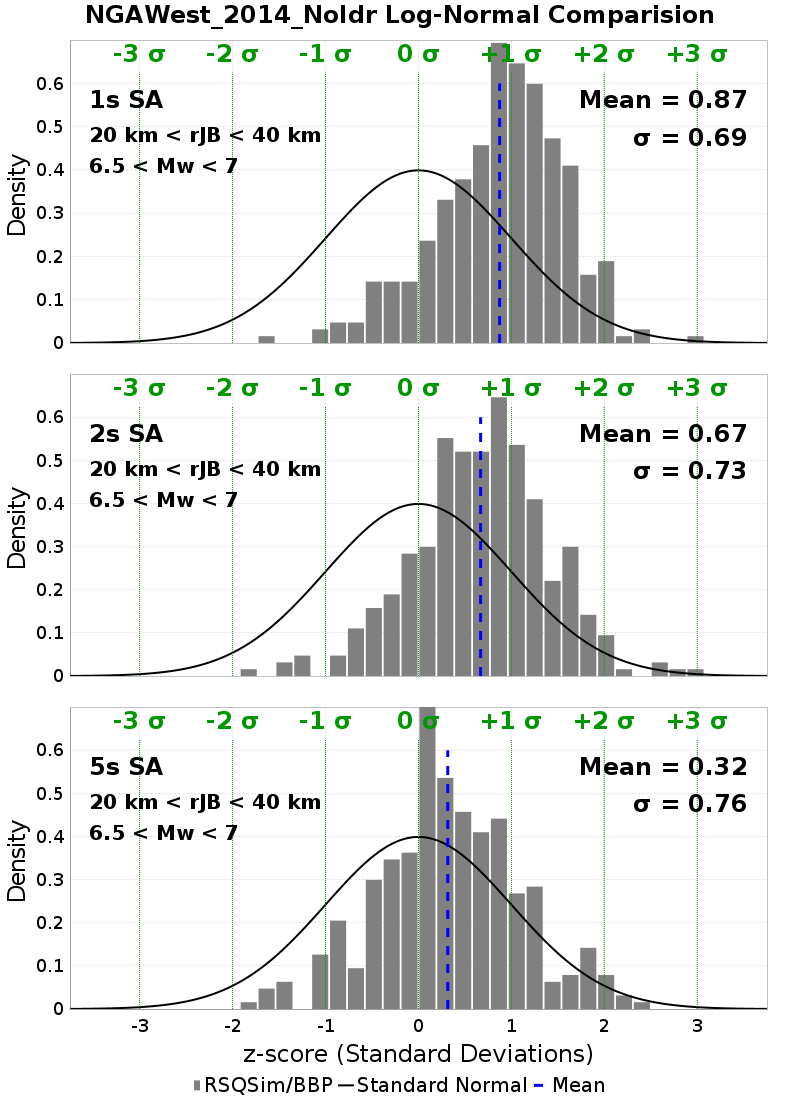 NGAWest_2014_NoIdr Log-Normal Comparision
-3 σ -2 σ -1 σ 0 σ +1 σ +2 σ +3 σ
1s SA
20 km < rJB < 40 km
6.5 < Mw < 7
Mean = 0.87
σ = 0.69
Density
0.6
0.5
0.4
0.3
0.2
0.1
0
-3 σ -2 σ -1 σ 0 σ +1 σ +2 σ +3 σ
2s SA
20 km < rJB < 40 km
6.5 < Mw < 7
Mean = 0.67
σ = 0.73
Density
0.6
0.5
0.4
0.3
0.2
0.1
0
-3 σ -2 σ -1 σ 0 σ +1 σ +2 σ +3 σ
5s SA
20 km < rJB < 40 km
6.5 < Mw < 7
Mean = 0.32
σ = 0.76
Density
0.6
0.5
0.4
0.3
0.2
0.1
0
-3 -2 -1 0 1 2 3
z-score (Standard Deviations)
RSQSim/BBP Standard Normal Mean